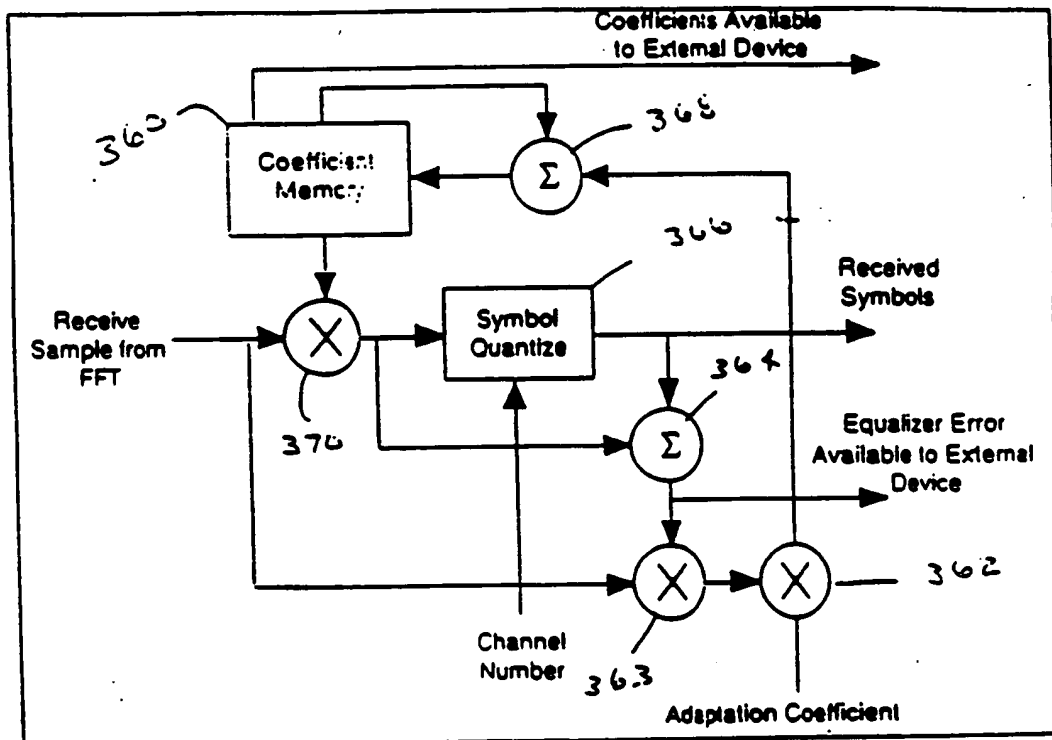 Coefficients Available
to External Device
360
368
Coefficient
Memory
Σ
366
Received
Symbols
Receive
Sample from
FFT
X
Symbol
Quantize
364
370
Σ
Equalizer Error
Available to External
Device
X
X
362
Channel
Number
363
Adaptation Coefficient